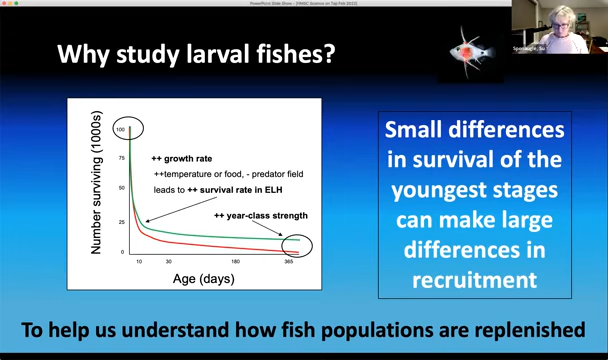 PowerPoint Slide Show - [FMSC Science on Tap Feb 2022]
Why study larval fishes?
Sponaugle, Su
Number surviving (1000s)
100
75
50
25
0
++ growth rate
++temperature or food, - predator field
leads to ++ survival rate in ELH
++ year-class strength
10 30 180 365
Age (days)
Small differences
in survival of the
youngest stages
can make large
differences in
recruitment
To help us understand how fish populations are replenished